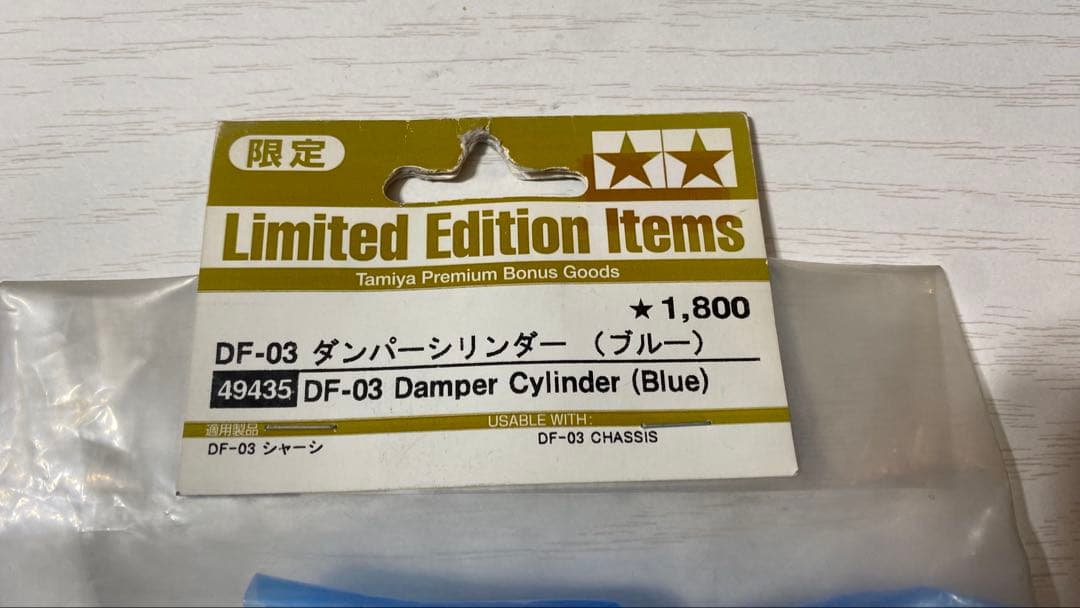 限定
Limited Edition Items
Tamiya Premium Bonus Goods
★1,800
DF-03 ダンパーシリンダー （ブルー）
49435 DF-03 Damper Cylinder (Blue)
適用製品 USABLE WITH:
DF-03 シャーシ DF-03 CHASSIS